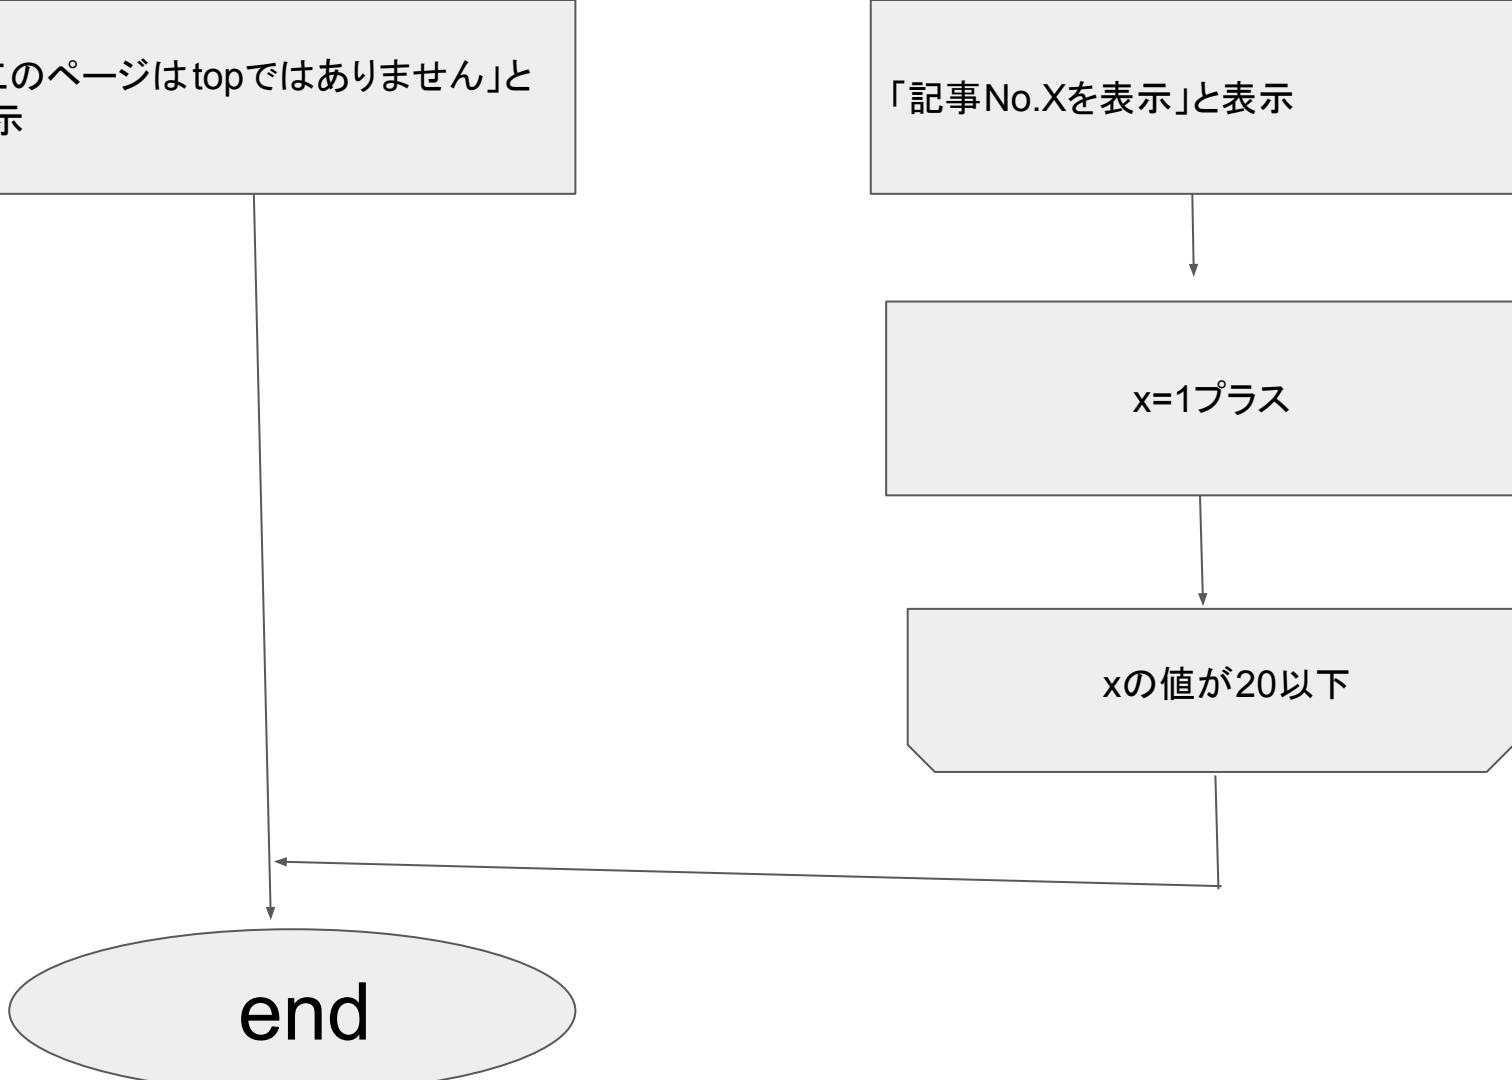 このページはtopではありません」と
示
「記事No.Xを表示」と表示
x=1プラス
xの値が20以下
end